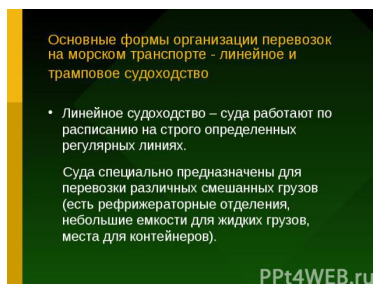 Основные формы организации перевозок
на морском транспорте - линейное и
трамповое судоходство
• Линейное судоходство – суда работают по
расписанию на строго определенных
регулярных линиях.
Суда специально предназначены для
перевозки различных смешанных грузов
(есть рефрижераторные отделения,
небольшие емкости для жидких грузов,
места для контейнеров).
PPt4WEB.ru